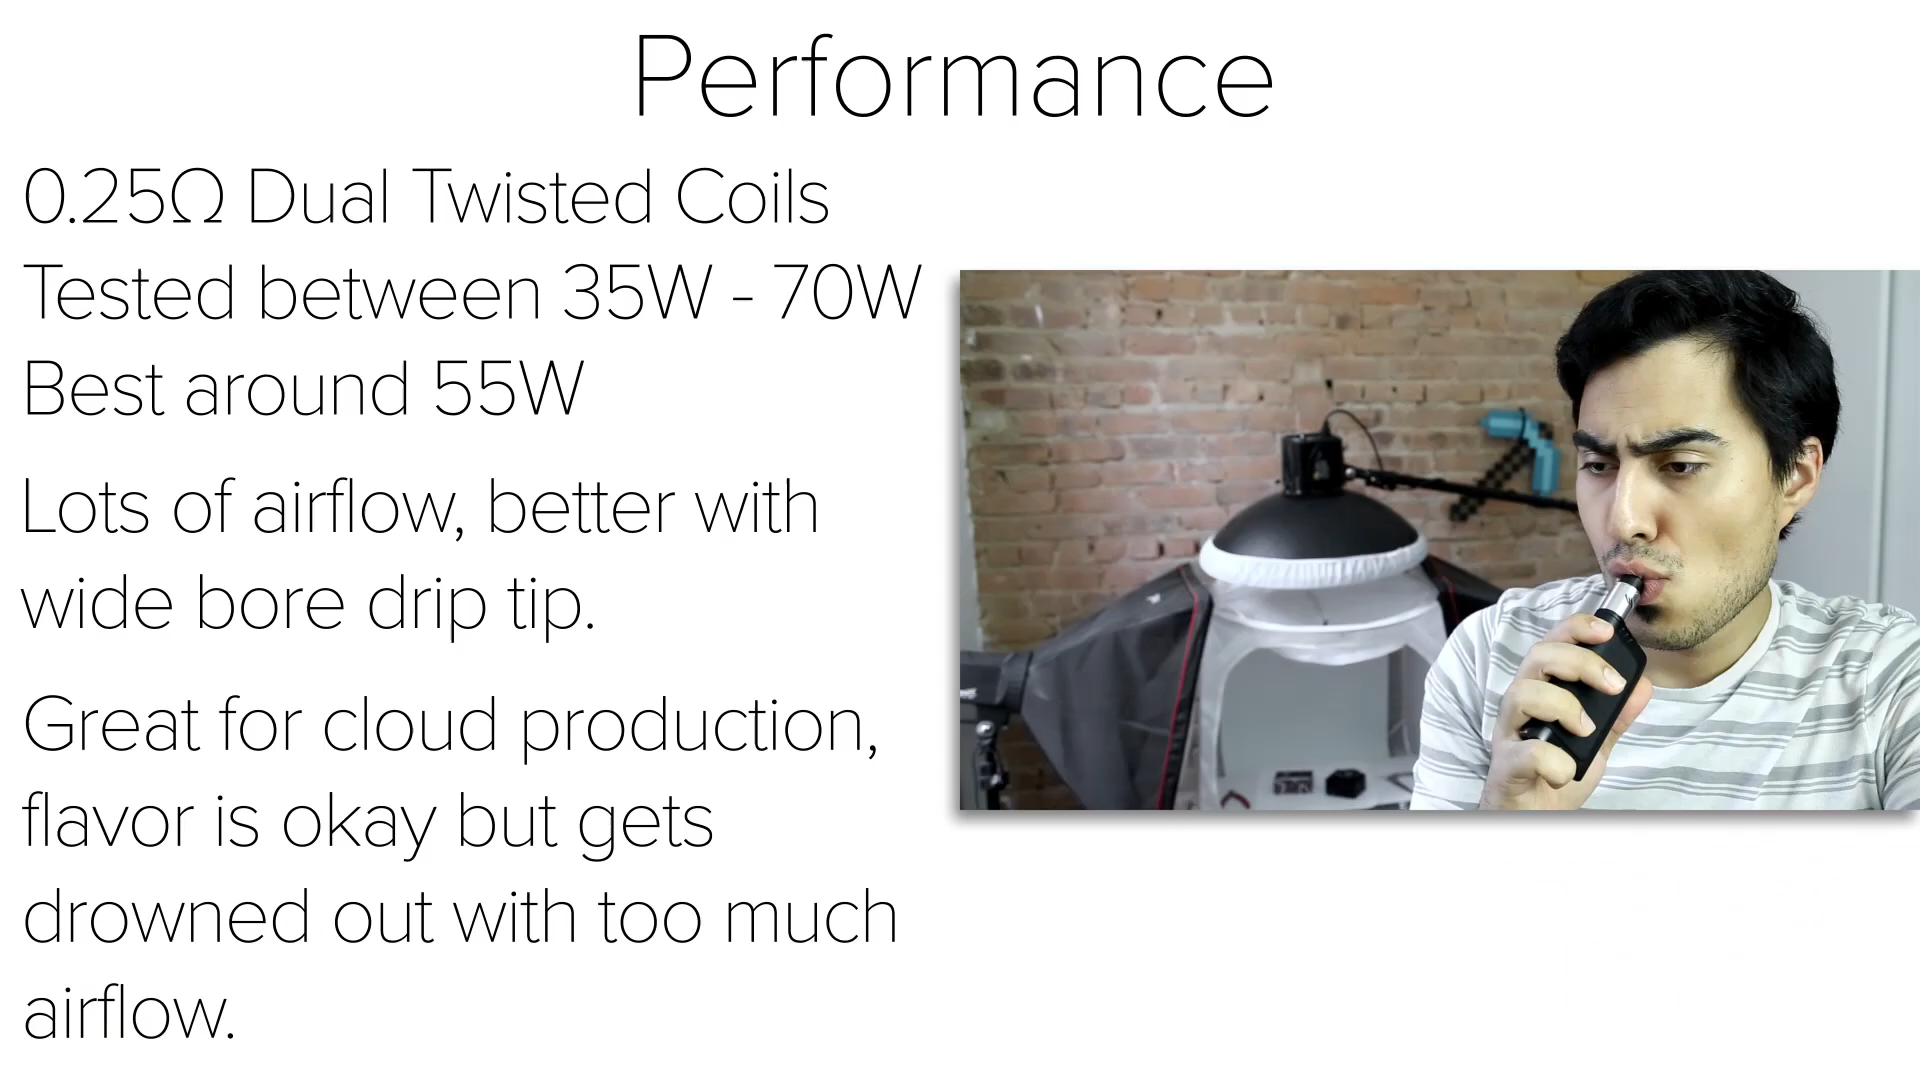 Performance
0.25Ω Dual Twisted Coils
Tested between 35W - 70W
Best around 55W
Lots of airflow, better with
wide bore drip tip.
Great for cloud production,
flavor is okay but gets
drowned out with too much
airflow.